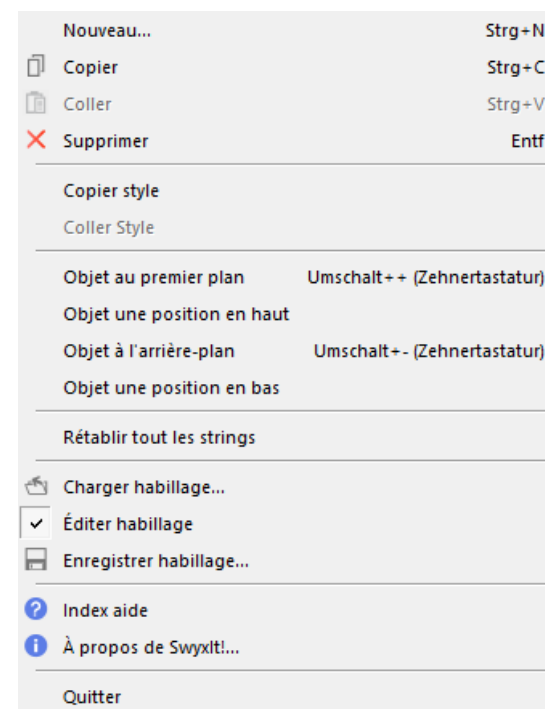 Nouveau... Strg+N
Copier Strg+C
Coller Strg+V
Supprimer Entf
Copier style
Coller Style
Objet au premier plan Umschalt++ (Zehnertastatur)
Objet une position en haut
Objet à l'arrière-plan Umschalt+- (Zehnertastatur)
Objet une position en bas
Rétablir tout les strings
Charger habillage...
Éditer habillage
Enregistrer habillage...
Index aide
À propos de SwyxIt!...
Quitter